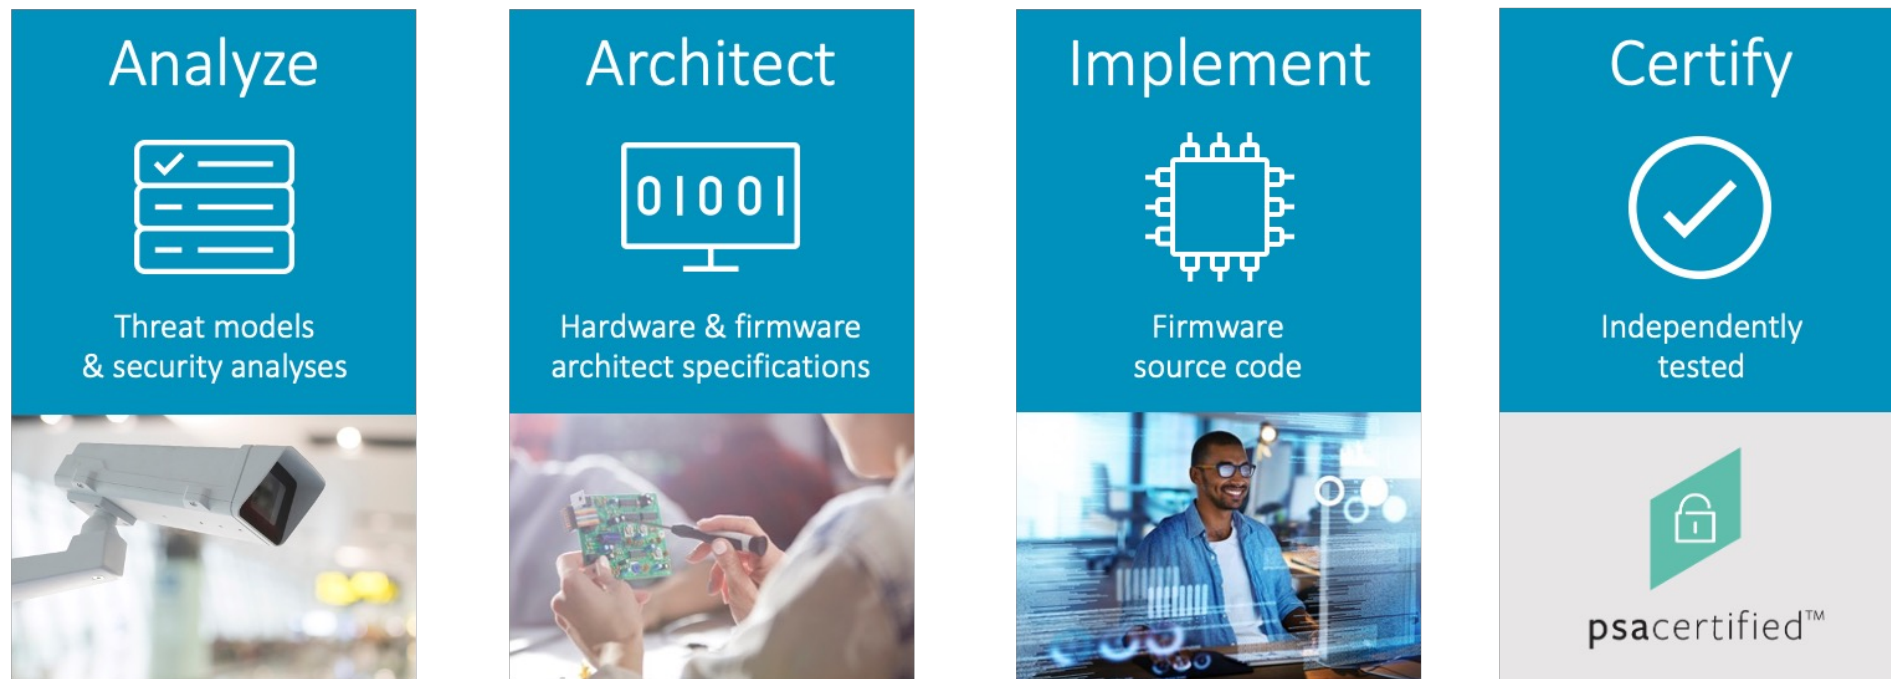 Analyze
Threat models
& security analyses
Architect
01001
Hardware & firmware
architect specifications
Implement
Firmware
source code
Certify
Independently
tested
psacertified™